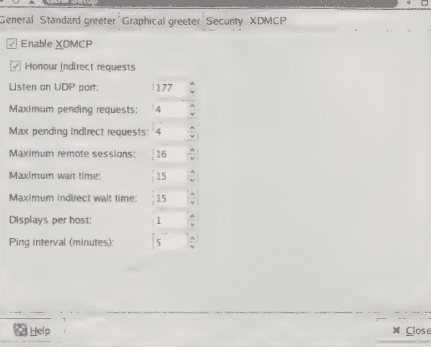 General Standard greeter Graphical greeter Security XDMCP
Enable XDMCP
Honour Indirect requests
Listen on UDP port: 177
Maximum pending requests: 4
Max pending indirect requests: 4
Maximum remote sessions: 16
Maximum wait time: 15
Maximum indirect wait time: 15
Displays per host: 1
Ping interval (minutes): 5
Help
Close